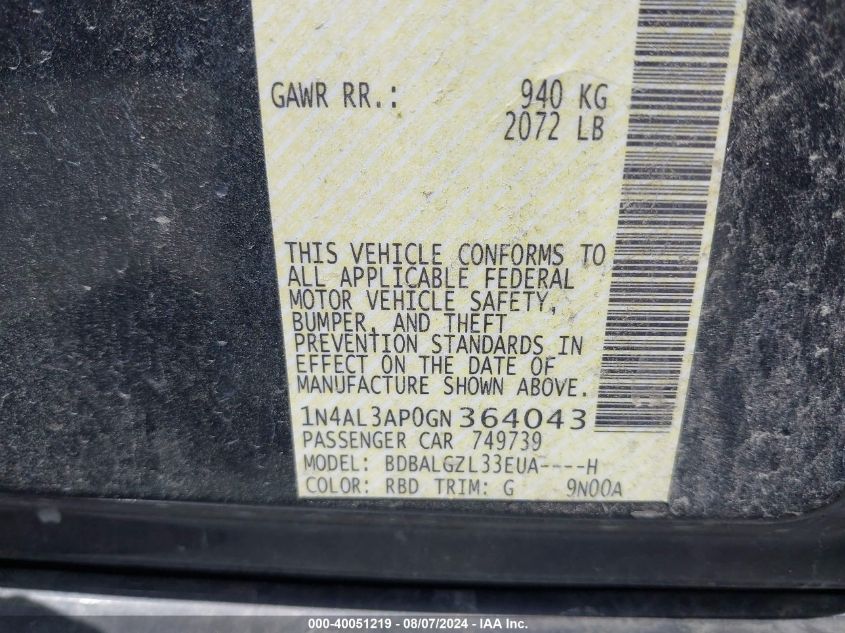 GAWR RR.: 940 KG
2072 LB
THIS VEHICLE CONFORMS TO
ALL APPLICABLE FEDERAL
MOTOR VEHICLE SAFETY,
BUMPER, AND THEFT
PREVENTION STANDARDS IN
EFFECT ON THE DATE OF
MANUFACTURE SHOWN ABOVE.
1N4AL3AP0GN 364043
PASSENGER CAR 749739
MODEL: BDBALGZL33EUA----H
COLOR: RBD TRIM: G 9N00A
000-40051219 - 08/07/2024 - IAA Inc.